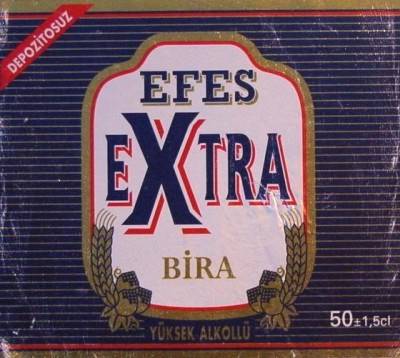 DEPOZİTOSUZ
EFES
EXTRA
BİRA
50±1,5cl
YÜKSEK ALKOLLÜ